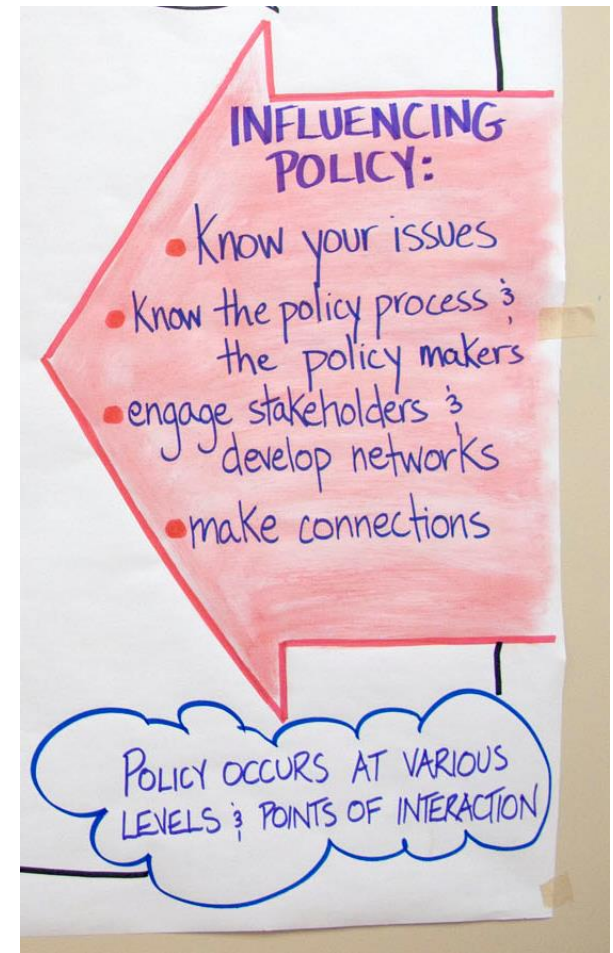 INFLUENCING
POLICY:
• Know your issues
• Know the policy process &
the policy makers
• engage stakeholders &
develop networks
• make connections
POLICY OCCURS AT VARIOUS
LEVELS & POINTS OF INTERACTION